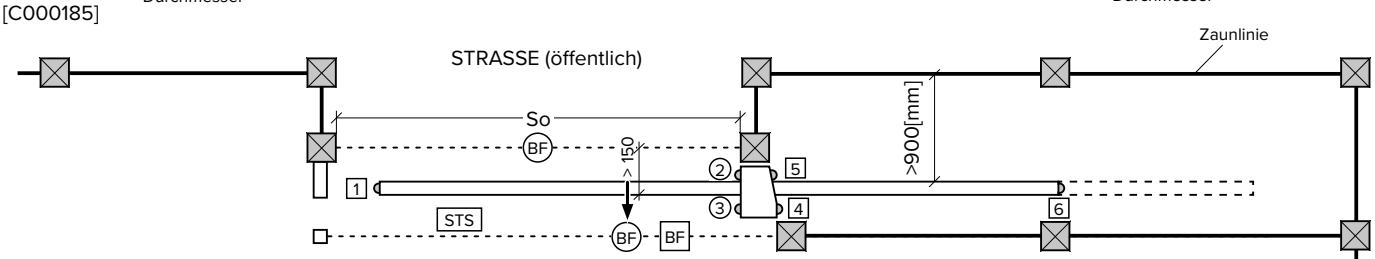 [C000185]
STRASSE (öffentlich)
Zaunlinie
So
BF
> 150
>900[mm]
2
5
1
STS
3
4
6
BF
BF